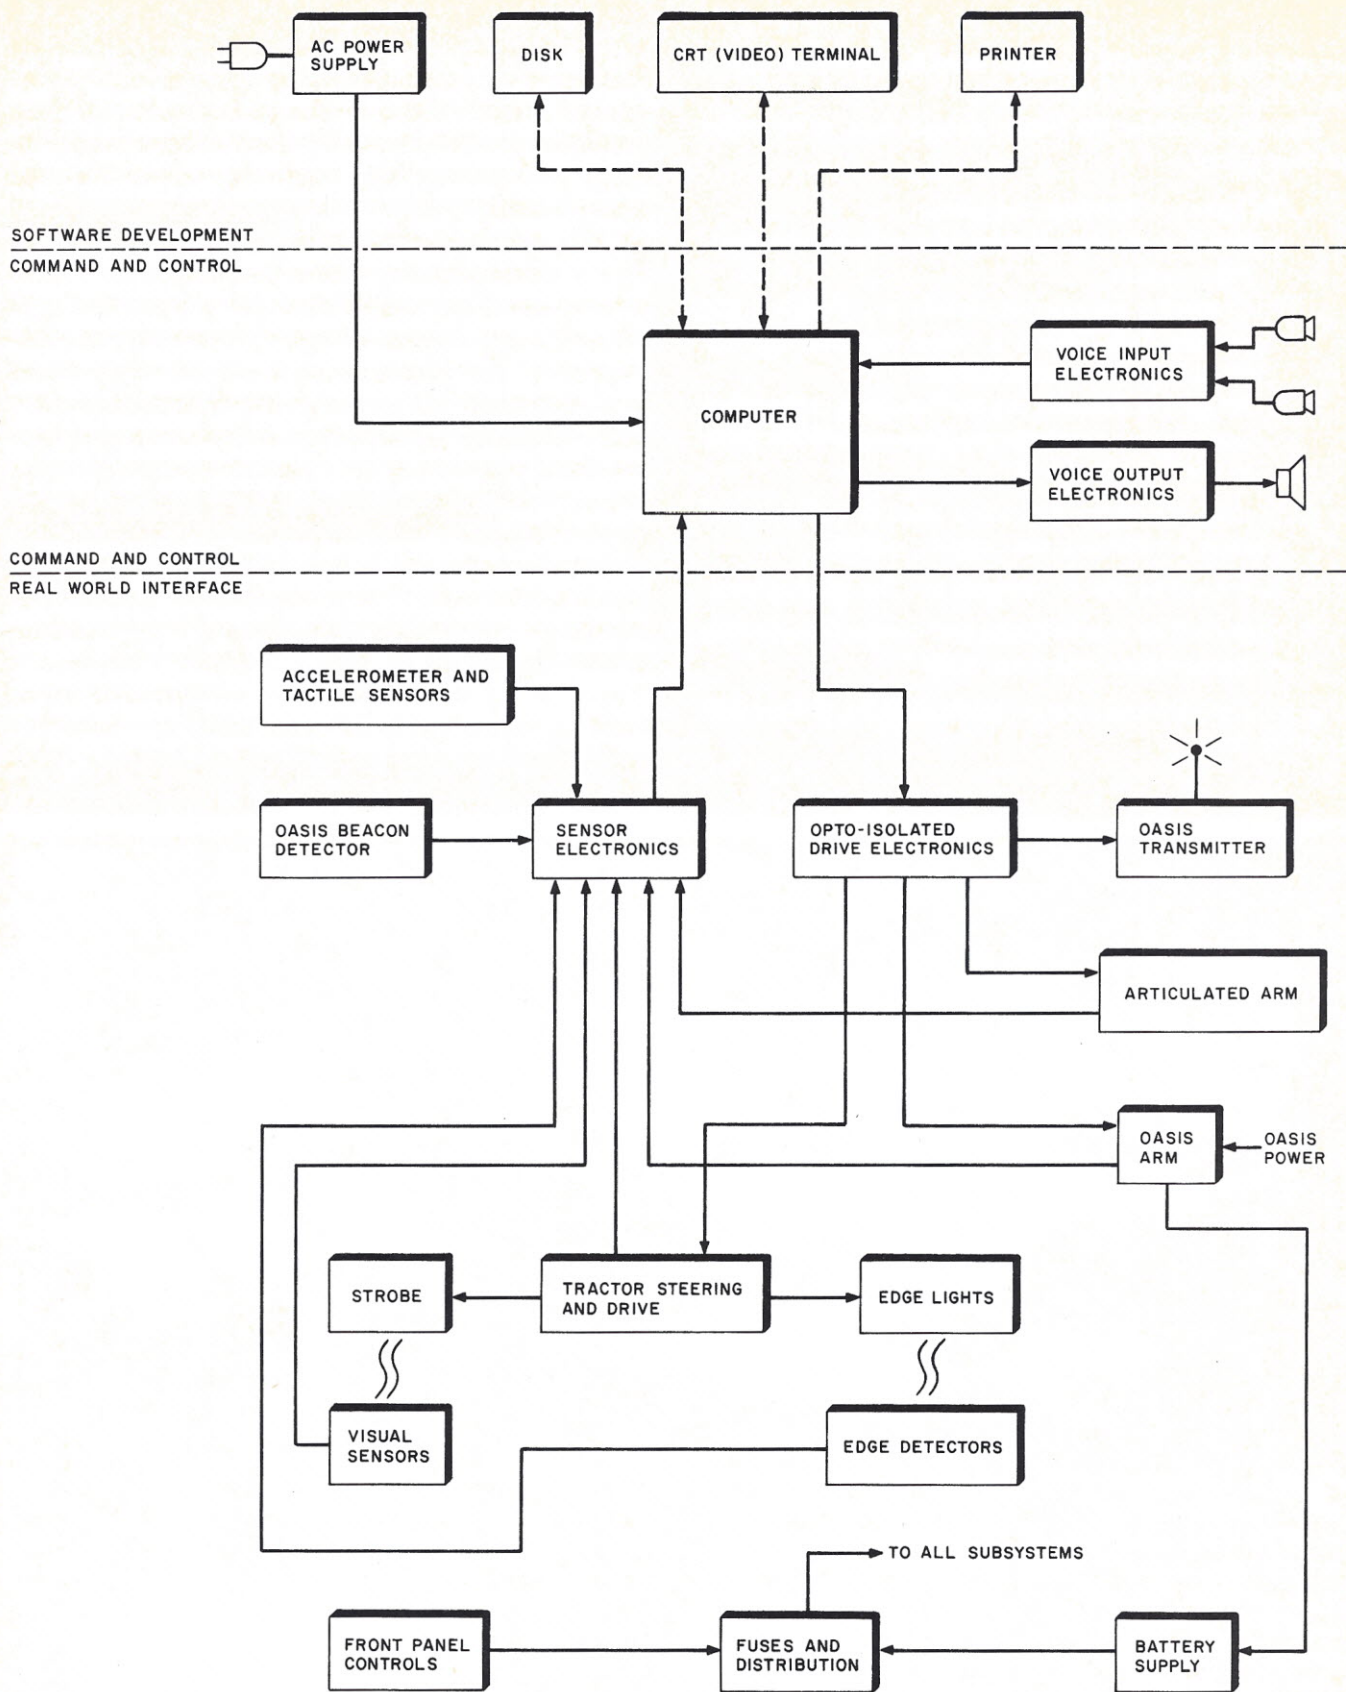 AC POWER
SUPPLY
DISK
CRT (VIDEO) TERMINAL
PRINTER
SOFTWARE DEVELOPMENT
COMMAND AND CONTROL
VOICE INPUT
ELECTRONICS
COMPUTER
VOICE OUTPUT
ELECTRONICS
COMMAND AND CONTROL
REAL WORLD INTERFACE
ACCELEROMETER AND
TACTILE SENSORS
OASIS BEACON
DETECTOR
SENSOR
ELECTRONICS
OPTO-ISOLATED
DRIVE ELECTRONICS
OASIS
TRANSMITTER
ARTICULATED ARM
OASIS
ARM
OASIS
POWER
STROBE
TRACTOR STEERING
AND DRIVE
EDGE LIGHTS
VISUAL
SENSORS
EDGE DETECTORS
TO ALL SUBSYSTEMS
FRONT PANEL
CONTROLS
FUSES AND
DISTRIBUTION
BATTERY
SUPPLY